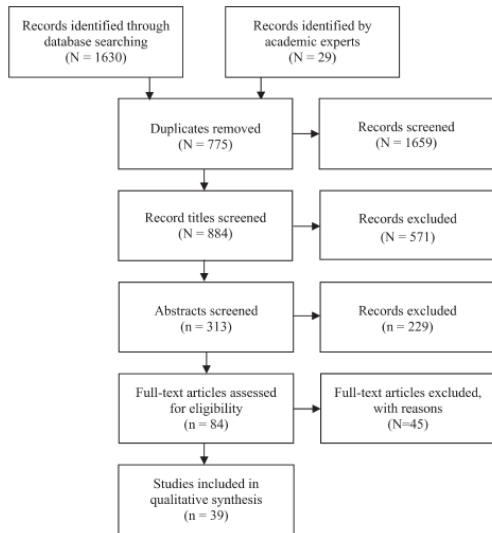 Records identified through
database searching
(N = 1630)
Records identified by
academic experts
(N = 29)
Duplicates removed
(N = 775)
Records screened
(N = 1659)
Record titles screened
(N = 884)
Records excluded
(N = 571)
Abstracts screened
(n = 313)
Records excluded
(n = 229)
Full-text articles assessed
for eligibility
(n = 84)
Full-text articles excluded,
with reasons
(N=45)
Studies included in
qualitative synthesis
(n = 39)